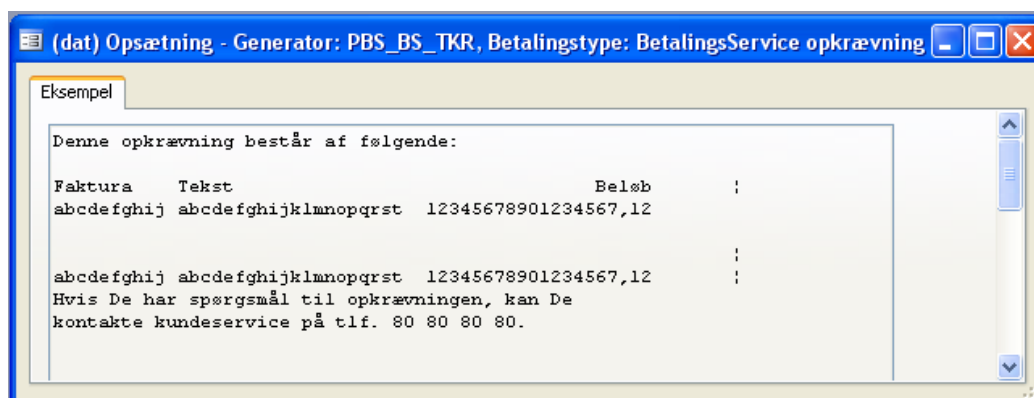 (dat) Opsætning - Generator: PBS_BS_TKR, Betalingstype: BetalingsService opkrævning
Eksempel
Denne opkrævning består af følgende:
Faktura Tekst Beløb ¦
abcdefghij abcdefghijklmnopqrst 12345678901234567,12
¦
abcdefghij abcdefghijklmnopqrst 12345678901234567,12 ¦
Hvis De har spørgsmål til opkrævningen, kan De
kontakte kundeservice på tlf. 80 80 80 80.